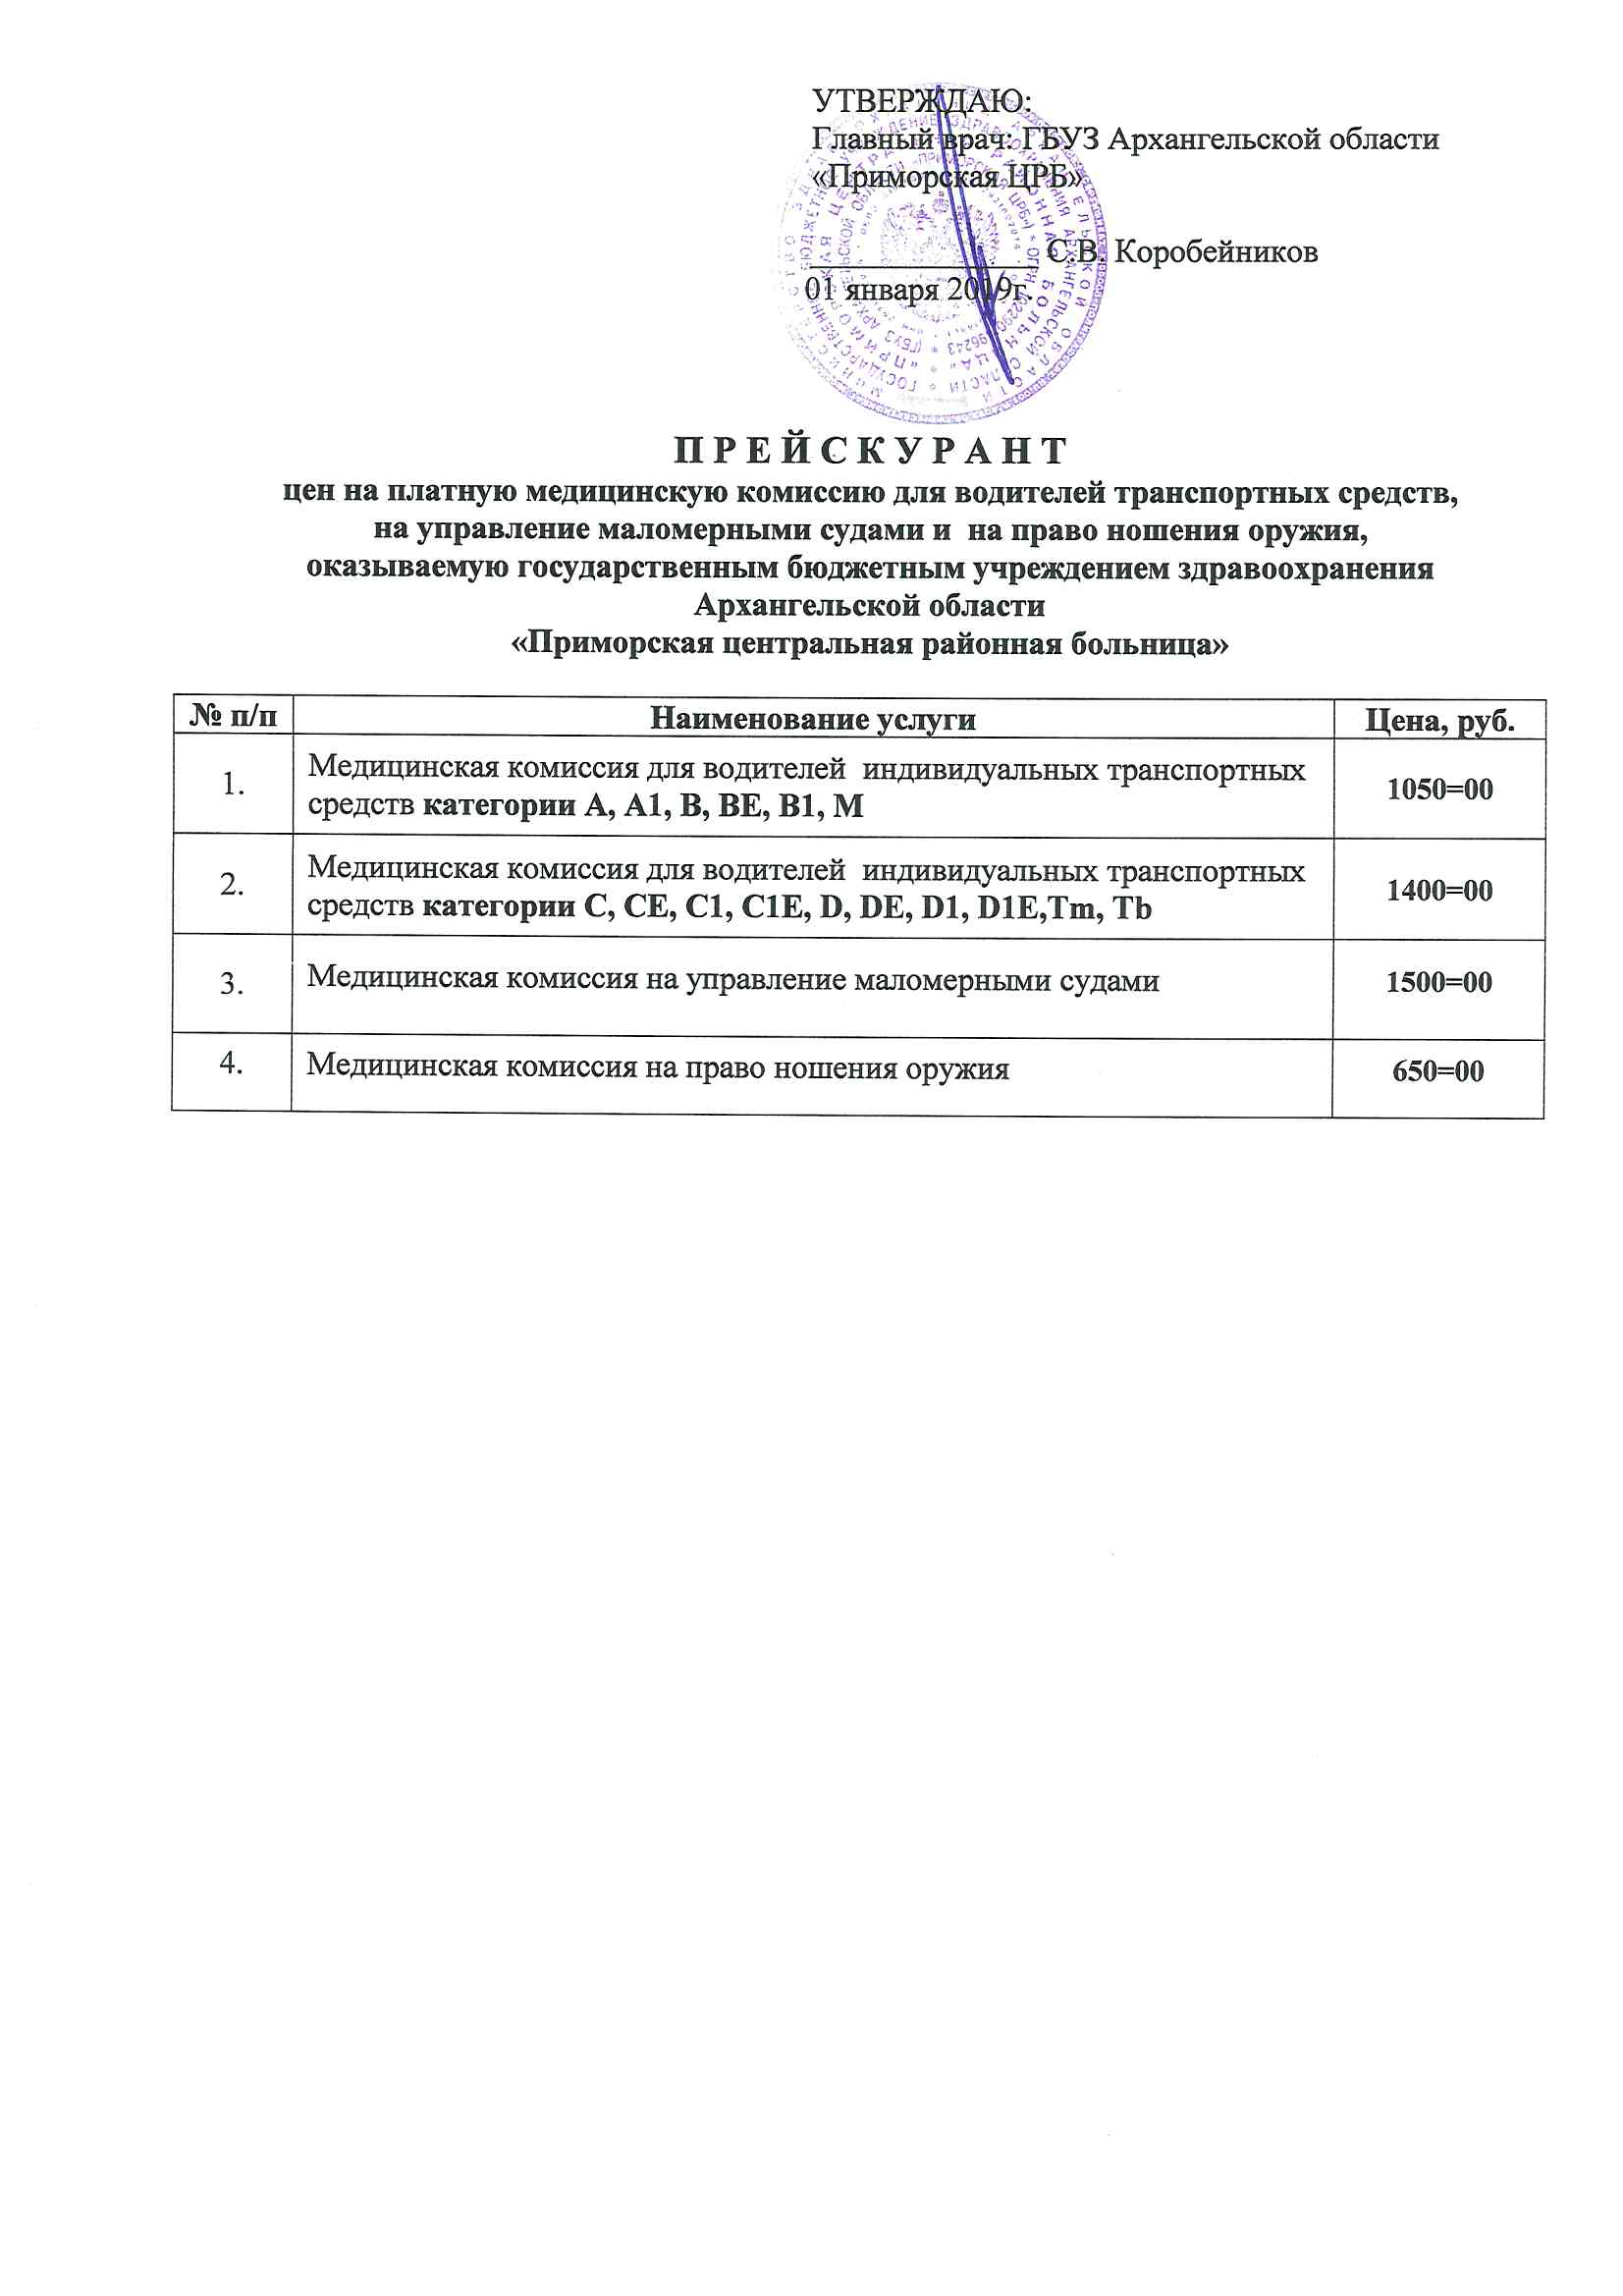 УТВЕРЖДАЮ:
Главный врач: ГБУЗ Архангельской области
«Приморская ЦРБ»
С.В. Коробейников
01 января 2019г.
П Р Е Й С К У Р А Н Т
цен на платную медицинскую комиссию для водителей транспортных средств,
на управление маломерными судами и на право ношения оружия,
оказываемую государственным бюджетным учреждением здравоохранения
Архангельской области
«Приморская центральная районная больница»
№ п/п Наименование услуги Цена, руб.
1. Медицинская комиссия для водителей индивидуальных транспортных
средств категории А, А1, В, ВЕ, В1, М 1050=00
2. Медицинская комиссия для водителей индивидуальных транспортных
средств категории С, СЕ, С1, С1Е, D, DE, D1, D1E,Tm, Tb 1400=00
3. Медицинская комиссия на управление маломерными судами 1500=00
4. Медицинская комиссия на право ношения оружия 650=00